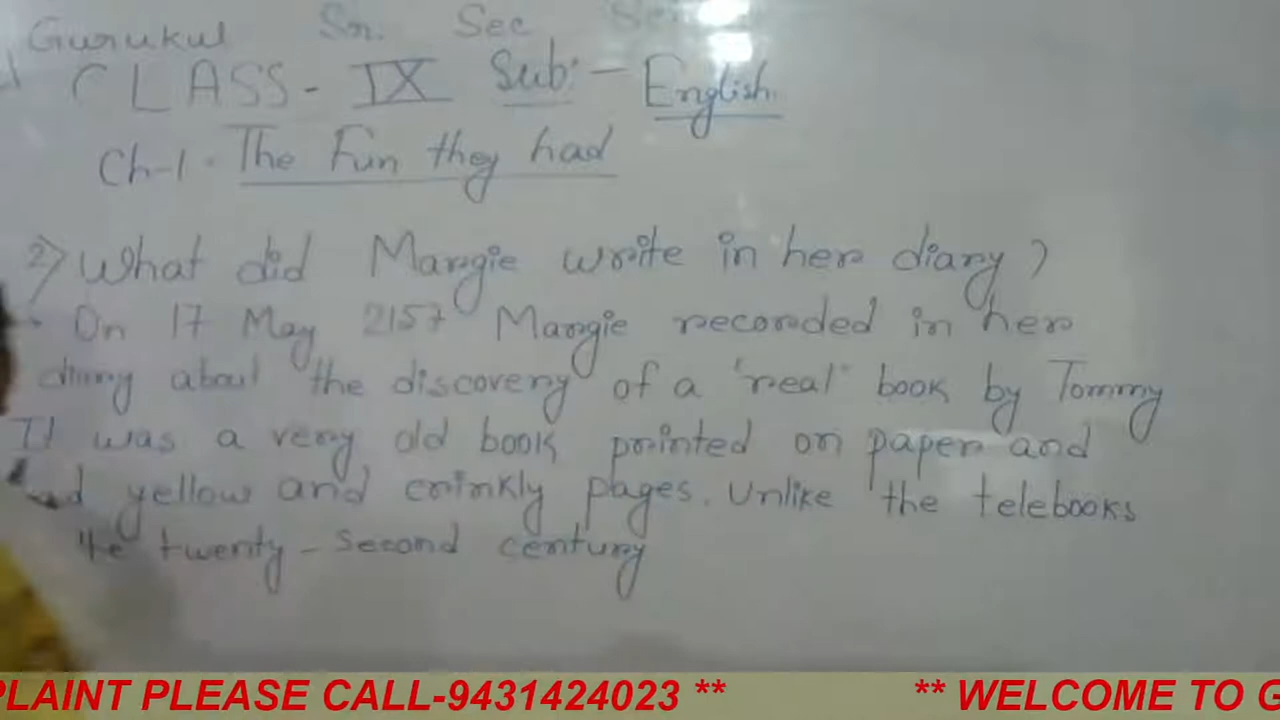 Gurukul Sr. Sec
CLASS- IX Sub:- English.
Ch-1. The Fun they had
2) What did Margie write in her diary?
On 17 May 2157 Margie recorded in her
diary about the discovery of a 'real' book by Tommy
It was a very old book printed on paper and
had yellow and crinkly pages. Unlike the telebooks
the twenty-second century
PLAINT PLEASE CALL-9431424023 ** ** WELCOME TO G